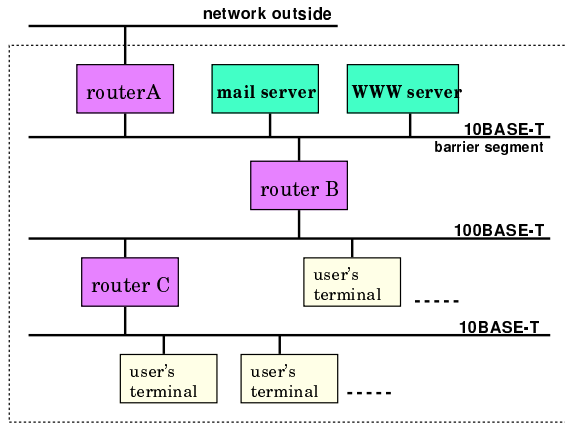 network outside
routerA
mail server
WWW server
10BASE-T
barrier segment
router B
100BASE-T
router C
user's
terminal
10BASE-T
user's
terminal
user's
terminal